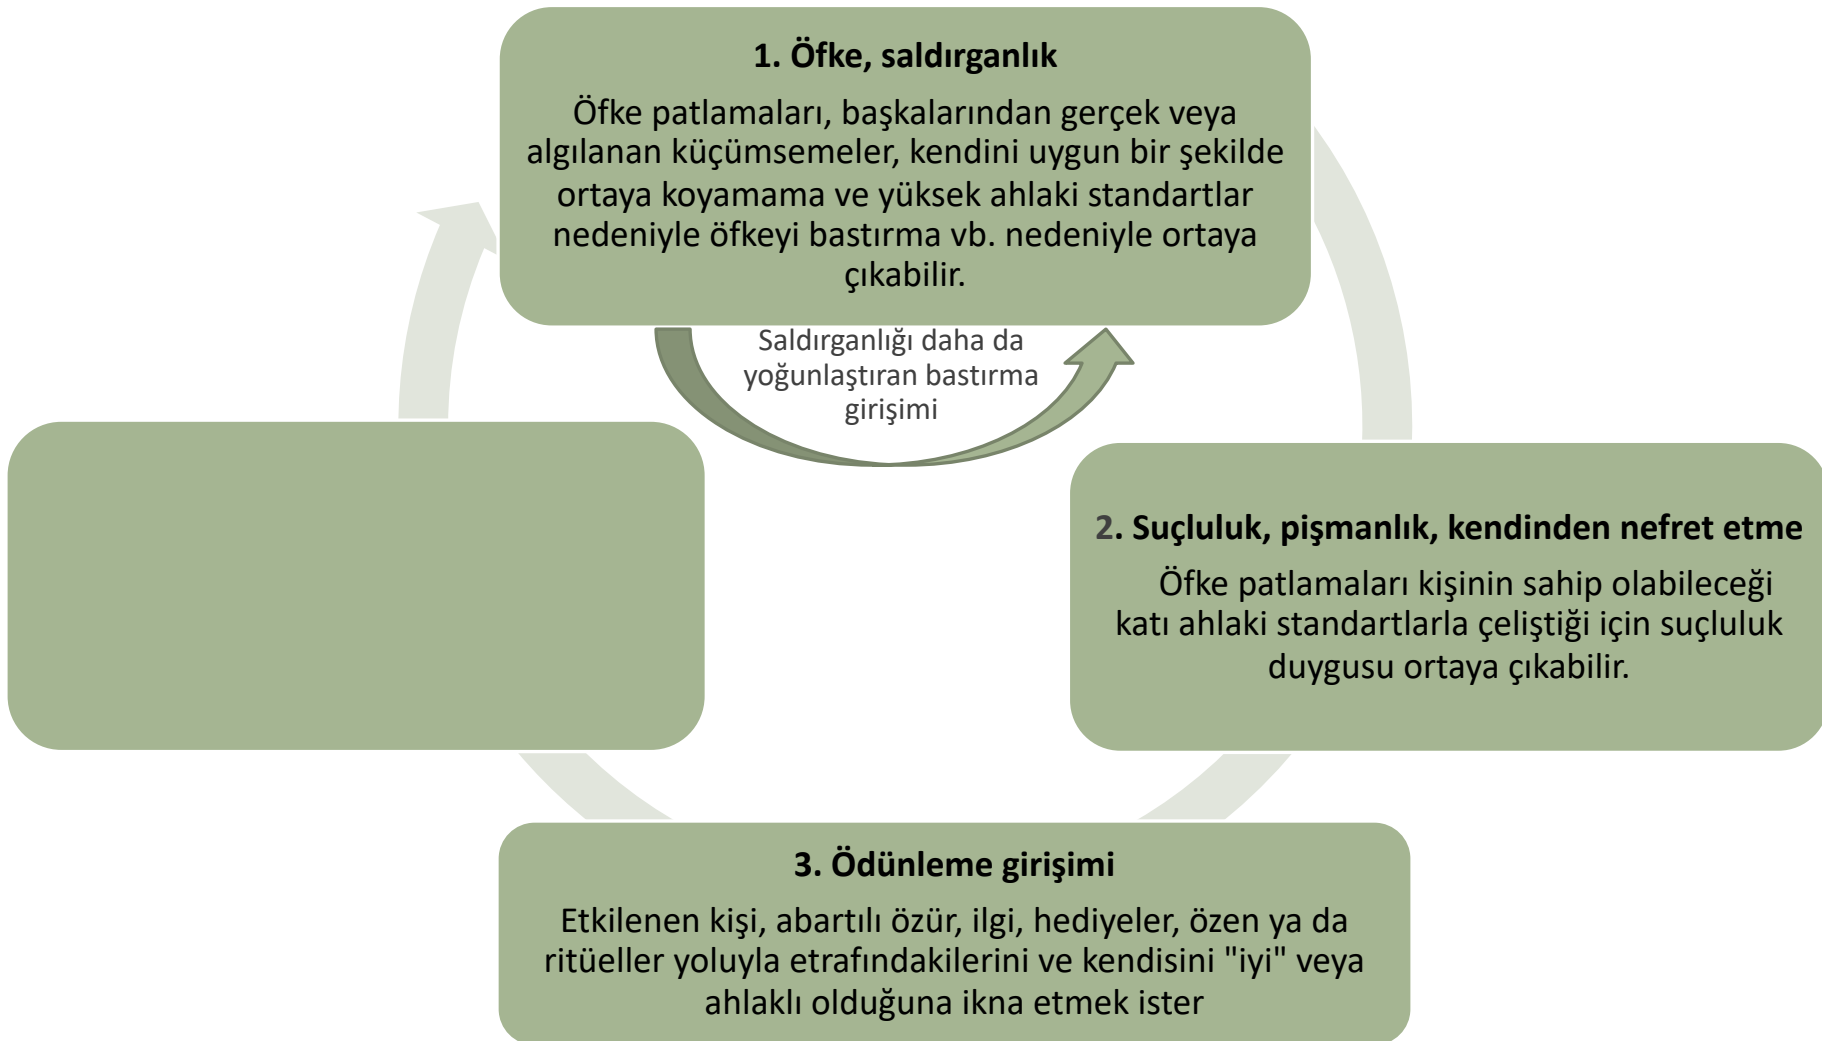 1. Öfke, saldırganlık
Öfke patlamaları, başkalarından gerçek veya
algılanan küçümsemeler, kendini uygun bir şekilde
ortaya koyamama ve yüksek ahlaki standartlar
nedeniyle öfkeyi bastırma vb. nedeniyle ortaya
çıkabilir.
Saldırganlığı daha da
yoğunlaştıran bastırma
girişimi
2. Suçluluk, pişmanlık, kendinden nefret etme
Öfke patlamaları kişinin sahip olabileceği
katı ahlaki standartlarla çeliştiği için suçluluk
duygusu ortaya çıkabilir.
3. Ödünleme girişimi
Etkilenen kişi, abartılı özür, ilgi, hediyeler, özen ya da
ritüeller yoluyla etrafındakilerini ve kendisini "iyi" veya
ahlaklı olduğuna ikna etmek ister